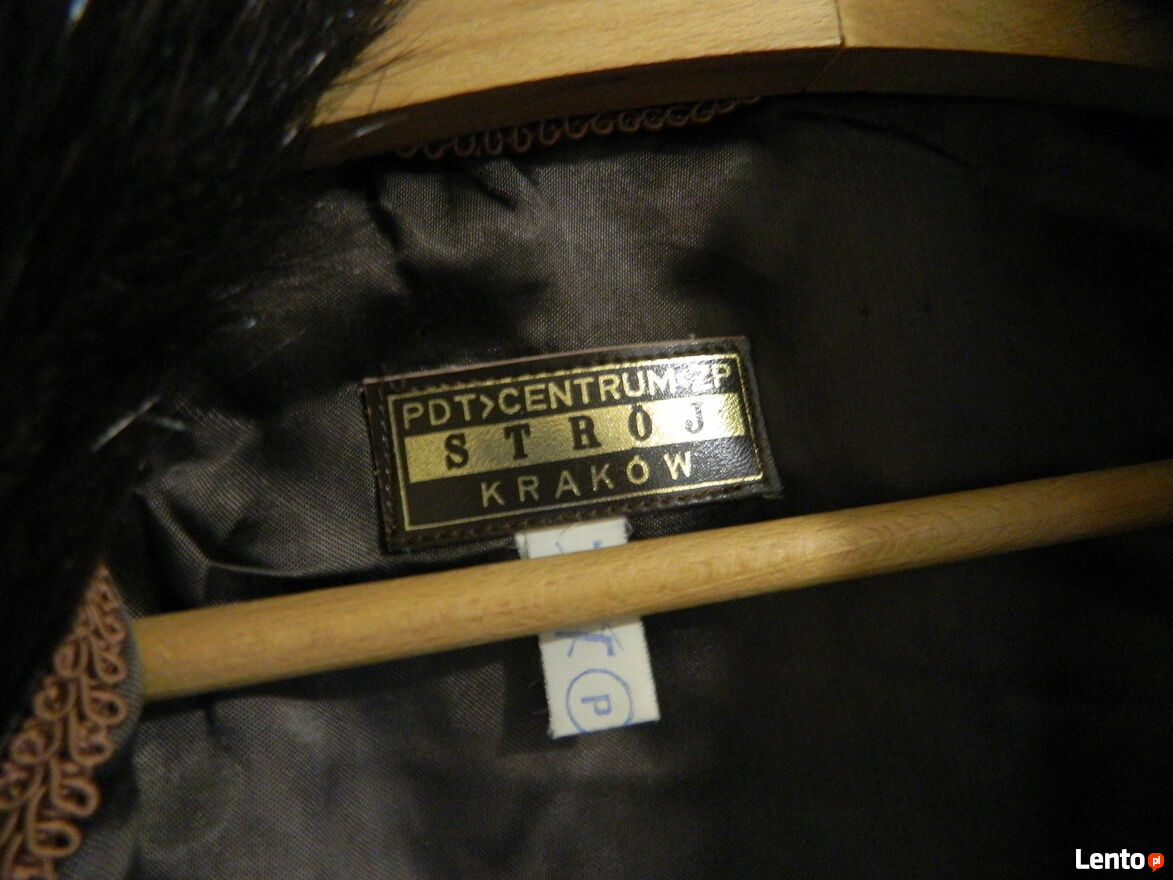 PDT>CENTRUM ZP
STRÓJ
KRAKÓW
P
Lento.pl